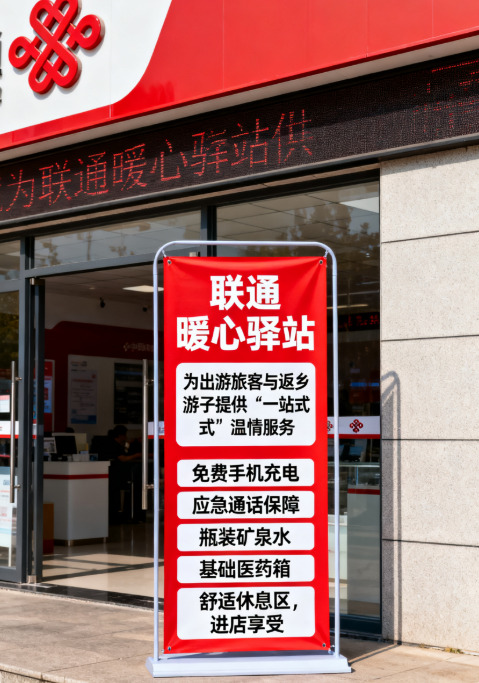 为联通暖心驿站供
联通
暖心驿站
为出游旅客与返乡
游子提供“一站式
式”温情服务
免费手机充电
应急通话保障
瓶装矿泉水
基础医药箱
舒适休息区，
进店享受